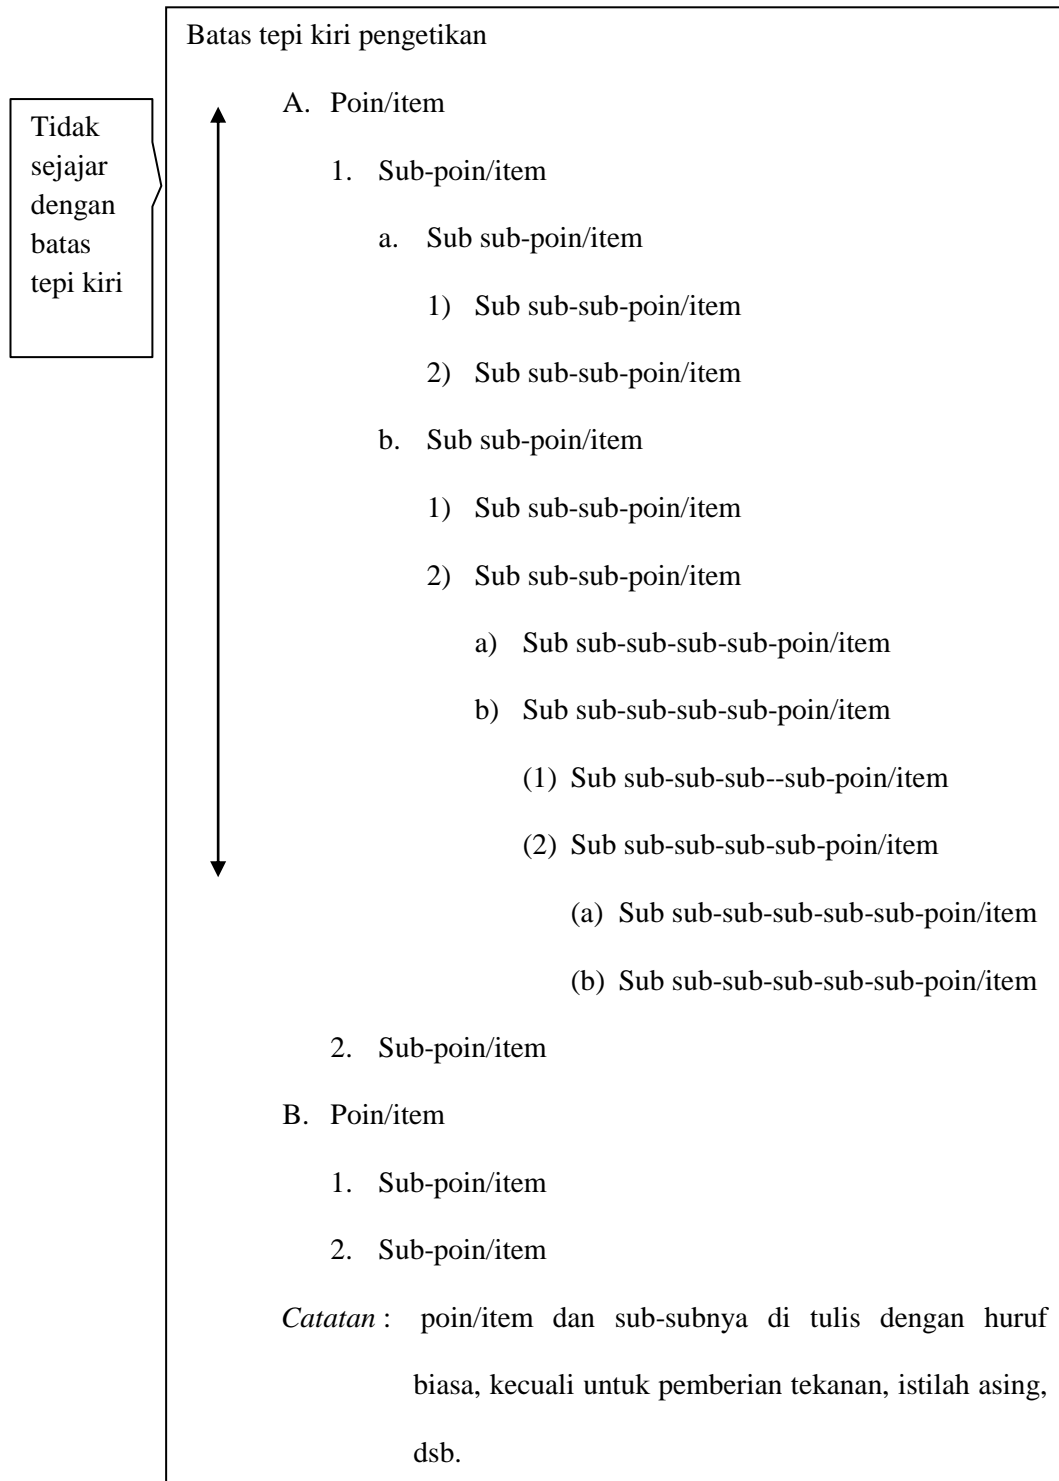 Batas tepi kiri pengetikan
Tidak
sejajar
dengan
batas
tepi kiri
A. Poin/item
1. Sub-poin/item
a. Sub sub-poin/item
1) Sub sub-sub-poin/item
2) Sub sub-sub-poin/item
b. Sub sub-poin/item
1) Sub sub-sub-poin/item
2) Sub sub-sub-poin/item
a) Sub sub-sub-sub-sub-poin/item
b) Sub sub-sub-sub-sub-poin/item
(1) Sub sub-sub-sub--sub-poin/item
(2) Sub sub-sub-sub-sub-poin/item
(a) Sub sub-sub-sub-sub-sub-poin/item
(b) Sub sub-sub-sub-sub-sub-poin/item
2. Sub-poin/item
B. Poin/item
1. Sub-poin/item
2. Sub-poin/item
Catatan : poin/item dan sub-subnya di tulis dengan huruf
biasa, kecuali untuk pemberian tekanan, istilah asing,
dsb.